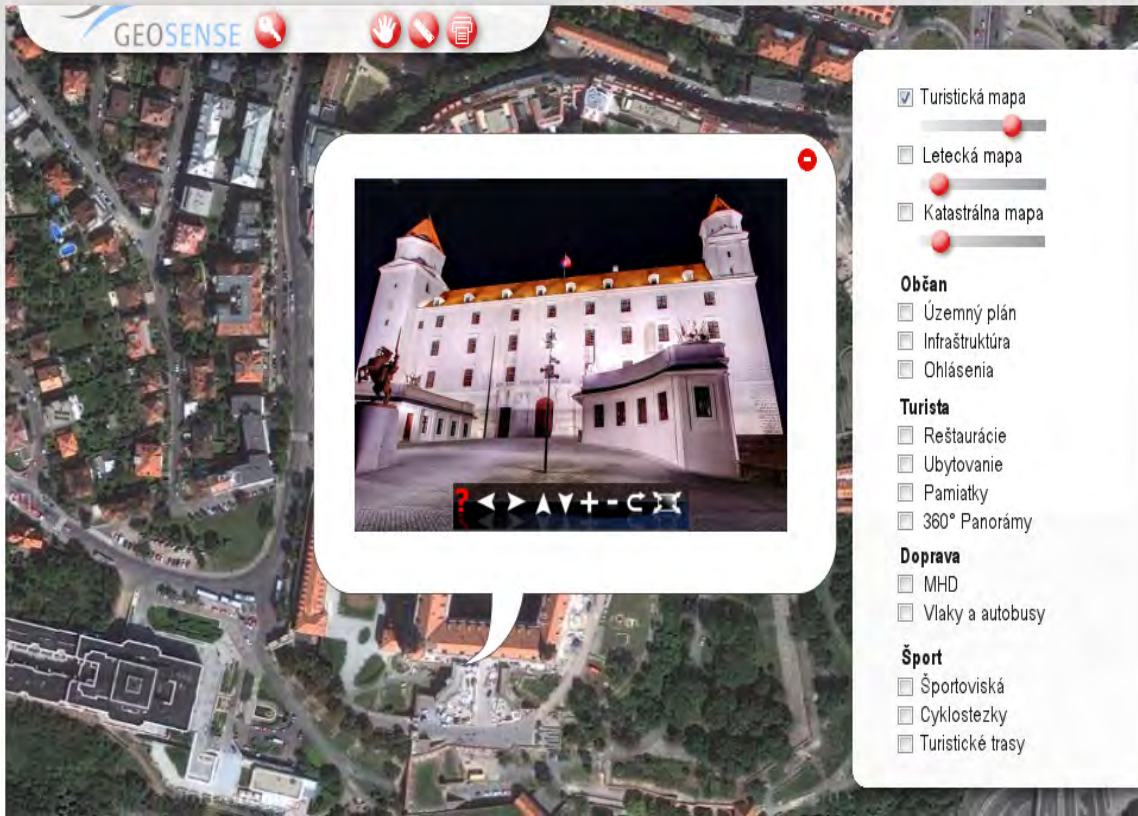 GEOSENSE
Turistická mapa
Letecká mapa
Katastrálna mapa
Občan
Územný plán
Infraštruktúra
Ohlásenia
Turista
Reštaurácie
Ubytovanie
Pamiatky
360° Panorámy
Doprava
MHD
Vlaky a autobusy
Šport
Športoviská
Cyklostezky
Turistické trasy
?